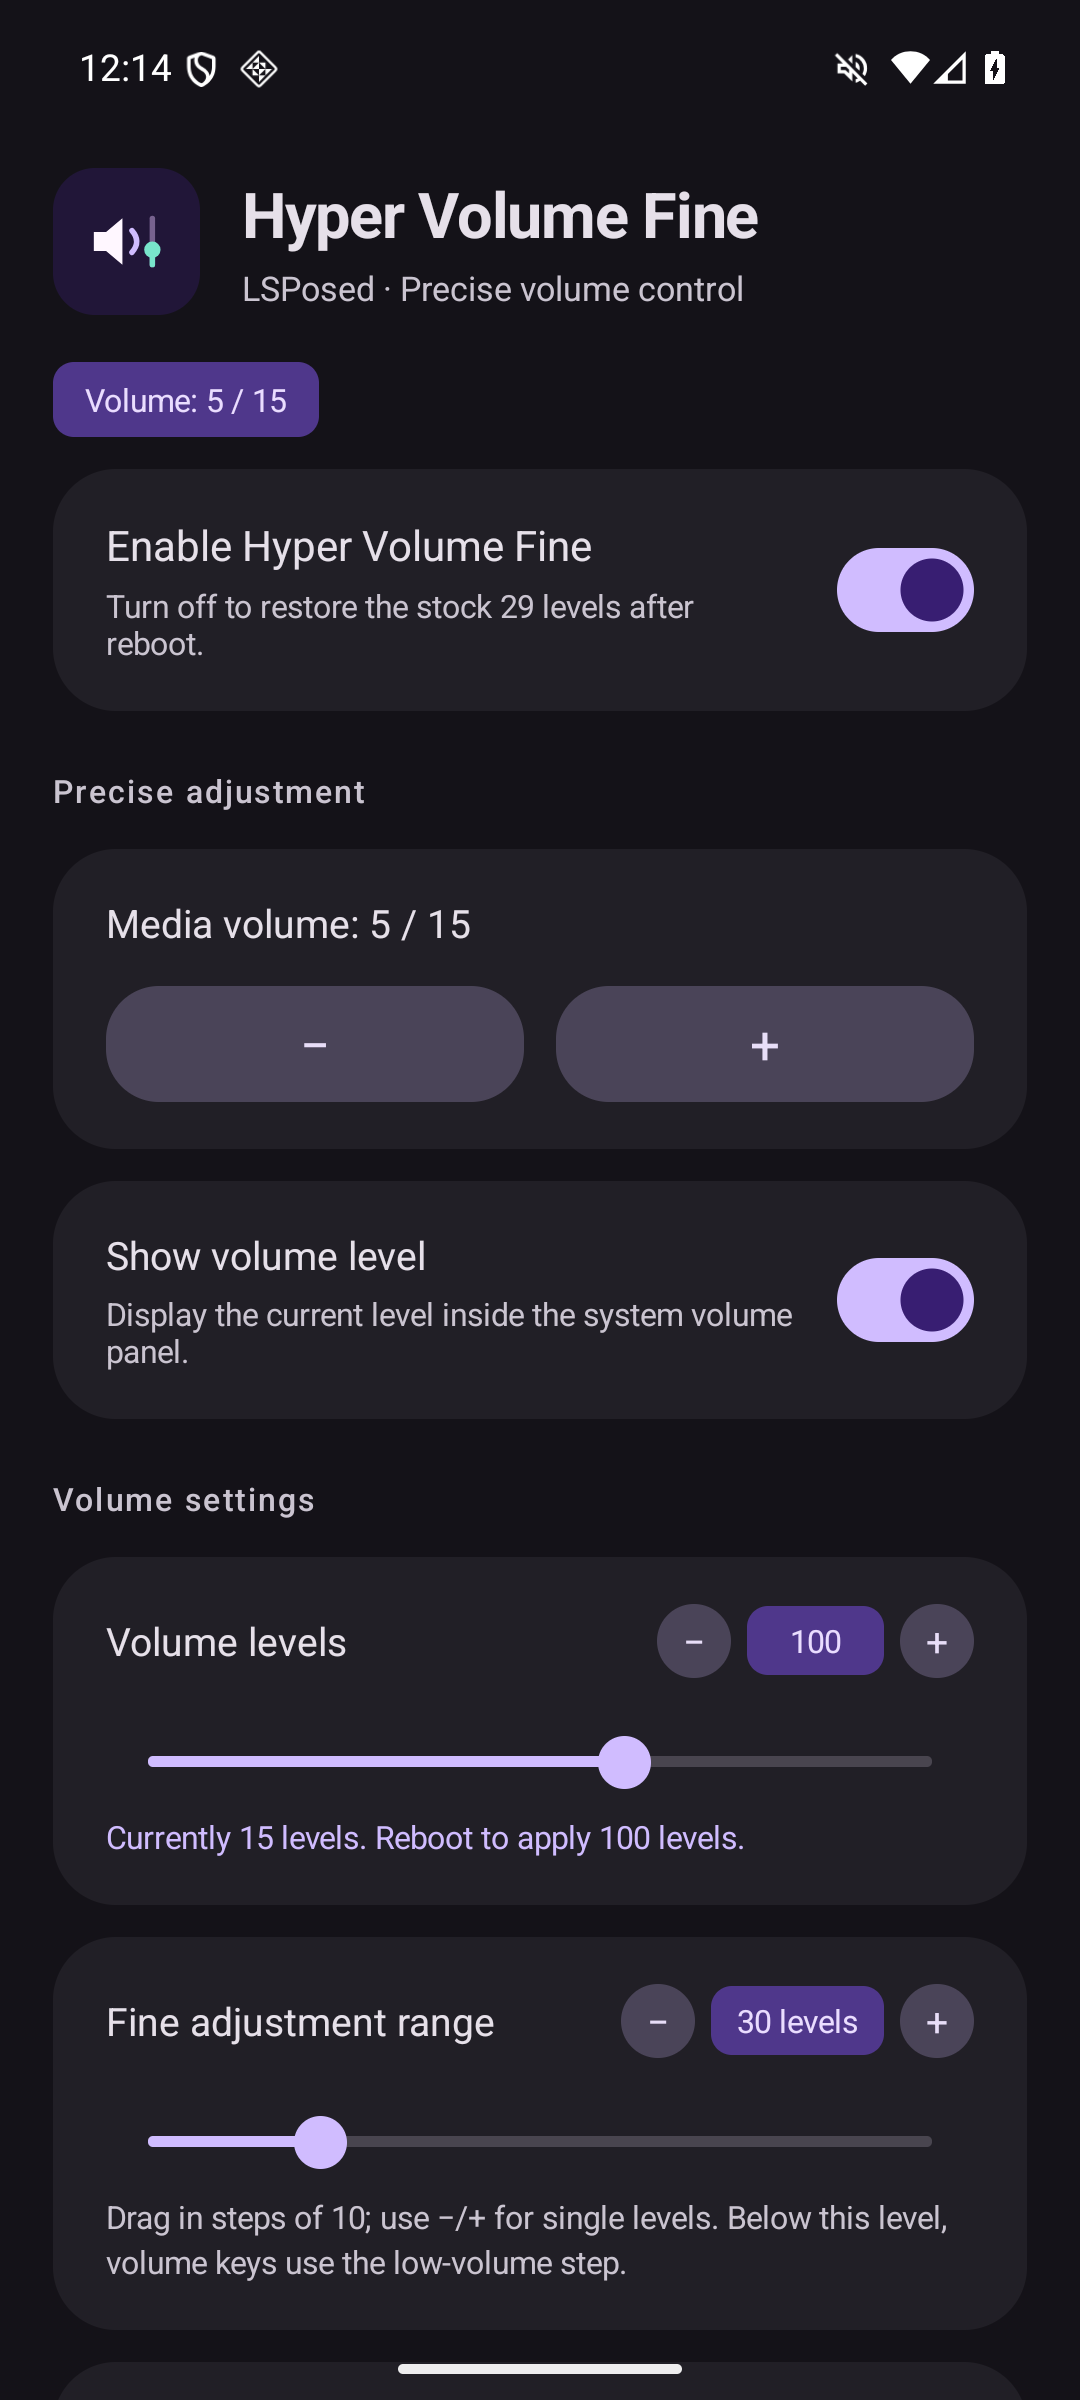 12:14
Hyper Volume Fine
LSPosed · Precise volume control
Volume: 5 / 15
Enable Hyper Volume Fine
Turn off to restore the stock 29 levels after
reboot.
Precise adjustment
Media volume: 5 / 15
− +
Show volume level
Display the current level inside the system volume
panel.
Volume settings
Volume levels − 100 +
Currently 15 levels. Reboot to apply 100 levels.
Fine adjustment range − 30 levels +
Drag in steps of 10; use −/+ for single levels. Below this level,
volume keys use the low-volume step.